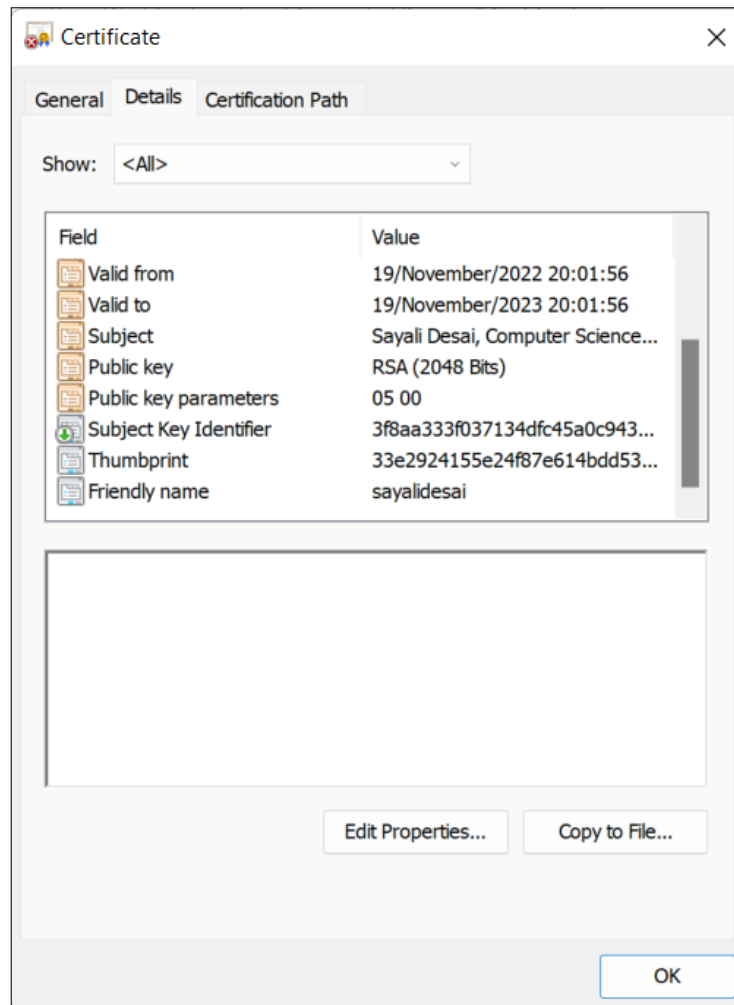 Certificate
General Details Certification Path
Show: <All>
Field Value
Valid from 19/November/2022 20:01:56
Valid to 19/November/2023 20:01:56
Subject Sayali Desai, Computer Science...
Public key RSA (2048 Bits)
Public key parameters 05 00
Subject Key Identifier 3f8aa333f037134dfc45a0c943...
Thumbprint 33e2924155e24f87e614bdd53...
Friendly name sayalidesai
Edit Properties... Copy to File...
OK